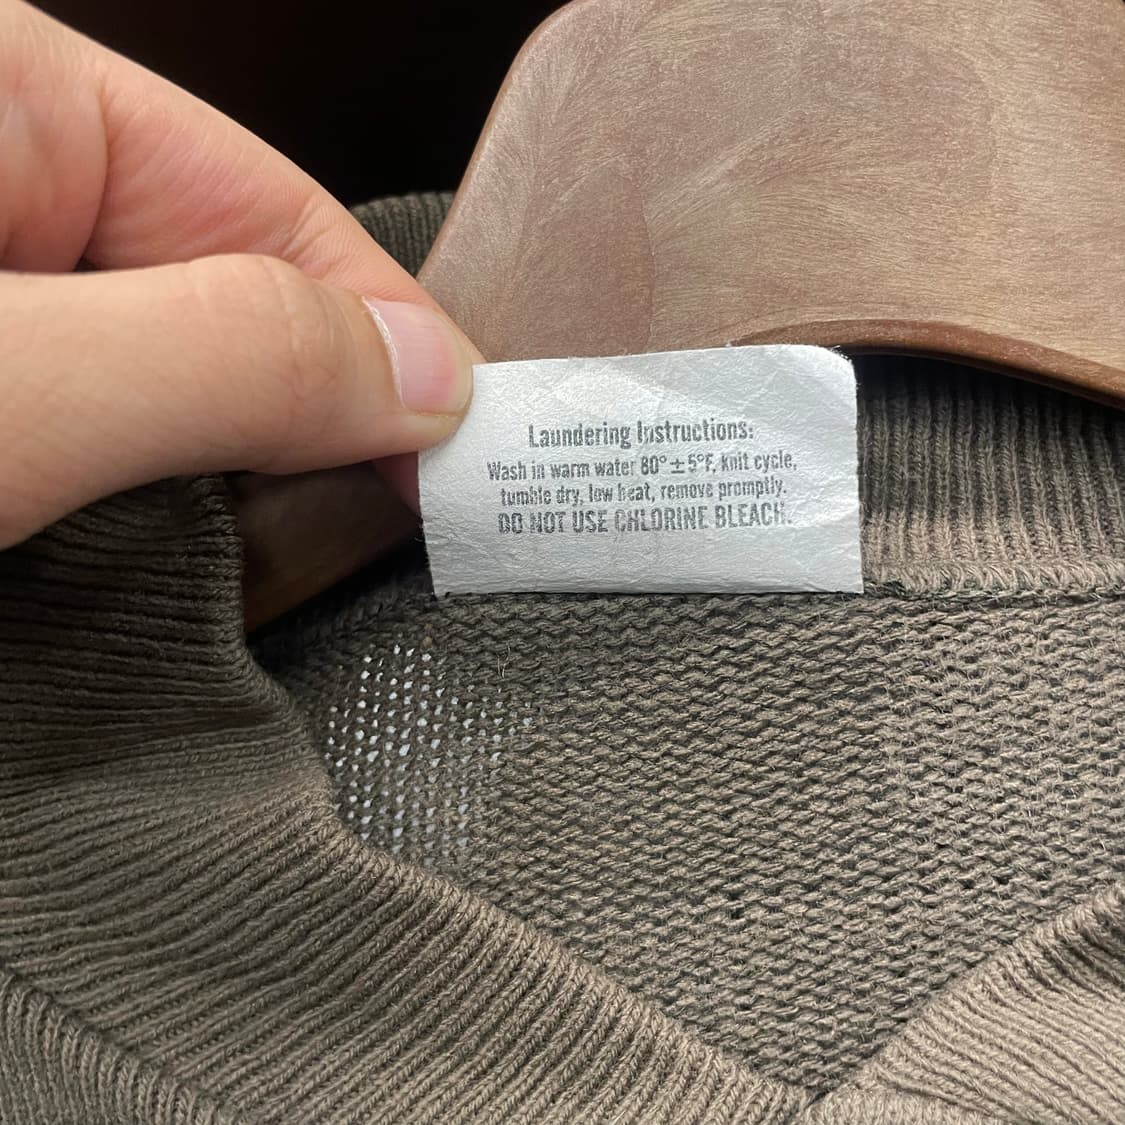 Laundering Instructions:
Wash in warm water 80° ±5°F, knit cycle,
tumble dry, low heat, remove promptly.
DO NOT USE CHLORINE BLEACH.